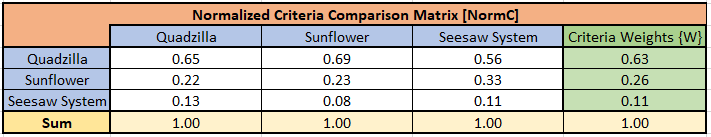 Normalized Criteria Comparison Matrix [NormC]
Quadzilla Sunflower Seesaw System Criteria Weights {W}
Quadzilla 0.65 0.69 0.56 0.63
Sunflower 0.22 0.23 0.33 0.26
Seesaw System 0.13 0.08 0.11 0.11
Sum 1.00 1.00 1.00 1.00